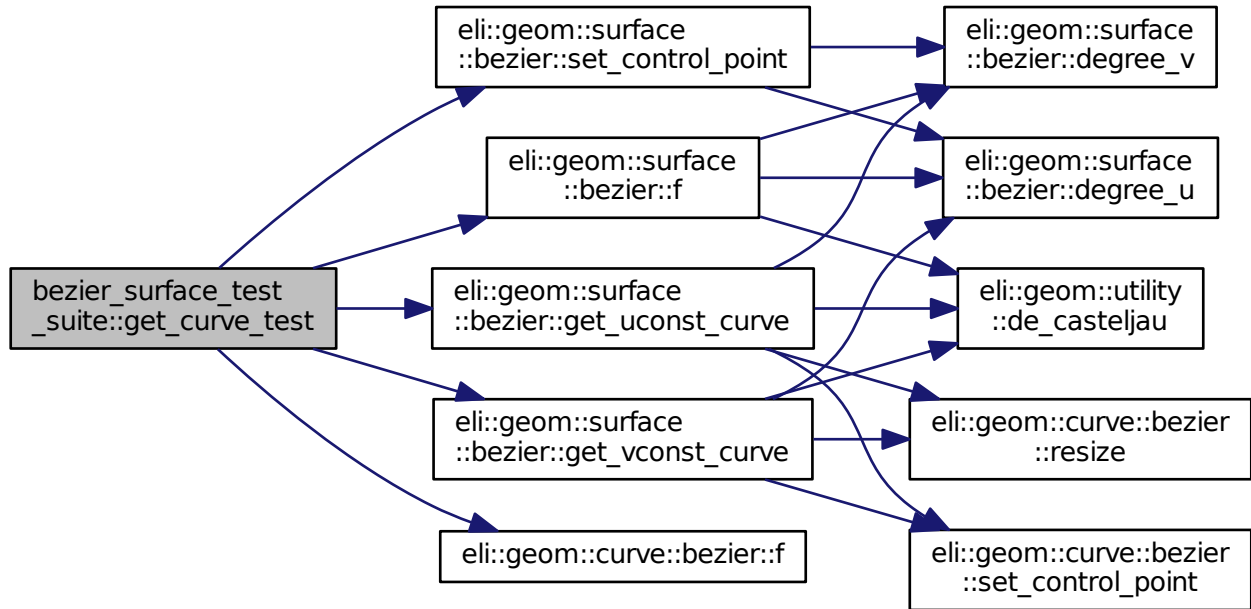 eli::geom::surface
::bezier::set_control_point
eli::geom::surface
::bezier::degree_v
eli::geom::surface
::bezier::f
eli::geom::surface
::bezier::degree_u
bezier_surface_test
_suite::get_curve_test
eli::geom::surface
::bezier::get_uconst_curve
eli::geom::utility
::de_casteljau
eli::geom::surface
::bezier::get_vconst_curve
eli::geom::curve::bezier
::resize
eli::geom::curve::bezier::f
eli::geom::curve::bezier
::set_control_point